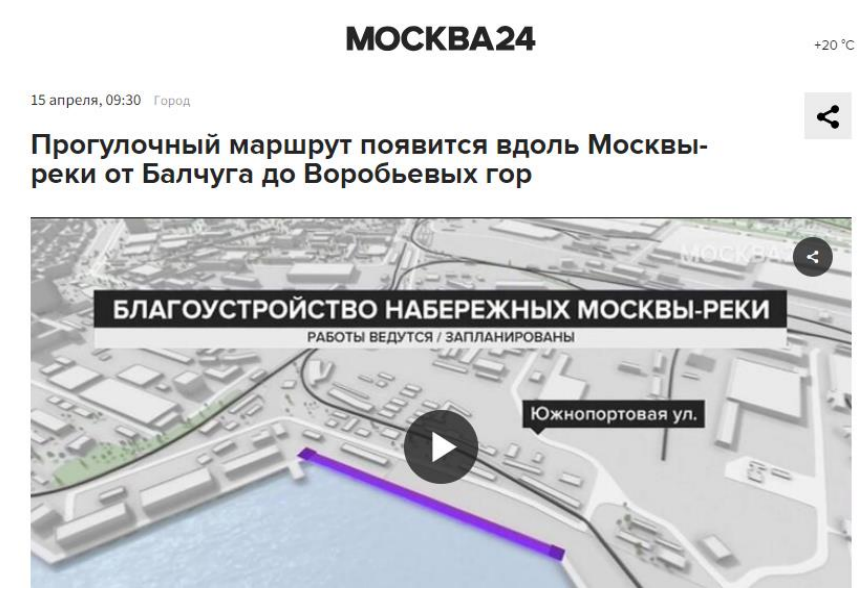 МОСКВА24
+20 °C
15 апреля, 09:30 Город
Прогулочный маршрут появится вдоль Москвы-
реки от Балчуга до Воробьевых гор
МОСКВА
БЛАГОУСТРОЙСТВО НАБЕРЕЖНЫХ МОСКВЫ-РЕКИ
РАБОТЫ ВЕДУТСЯ / ЗАПЛАНИРОВАНЫ
Южнопортовая ул.